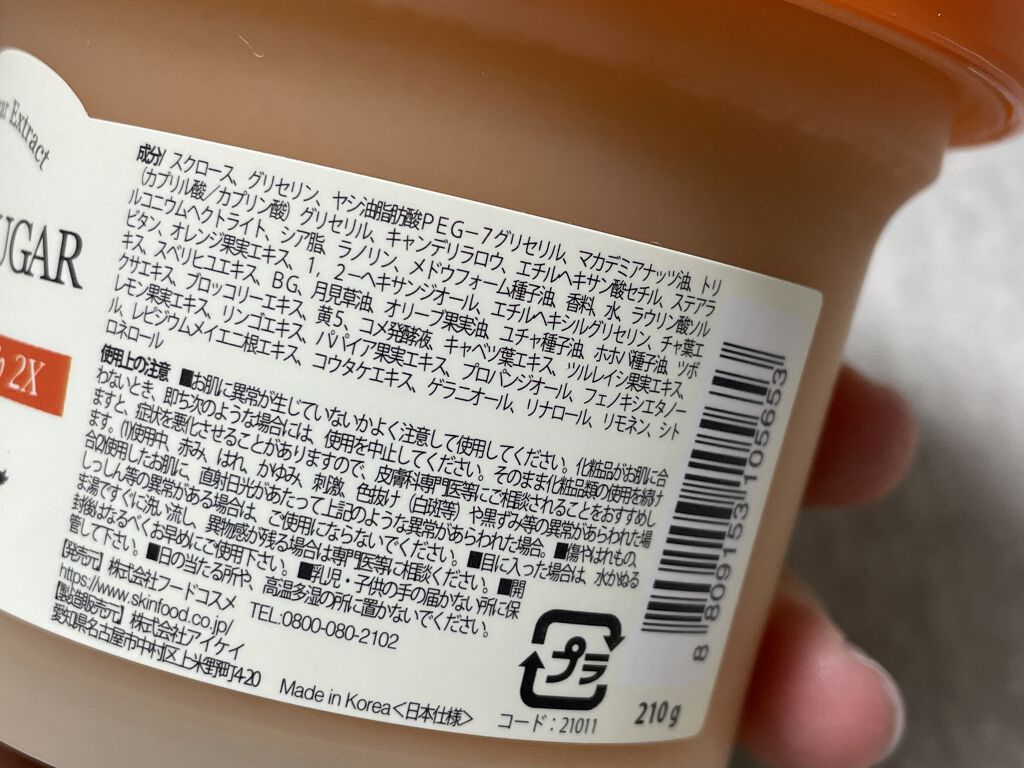 Extract
UGAR
2X
成分/ スクロース、グリセリン、ヤシ油脂肪酸PEG-7グリセリル、マカデミアナッツ油、トリ
(カプリル酸/カプリン酸)グリセリル、キャンデリラロウ、エチルヘキサン酸セチル、ステアラ
ルコニウムヘクトライト、シア脂、ラノリン、メドウフォーム種子油、香料、水、ラウリン酸ソル
ビタン、オレンジ果実エキス、1,2-ヘキサンジオール、エチルヘキシルグリセリン、チャ葉エ
キス、スベリヒユエキス、BG、月見草油、オリーブ果実油、ユチャ種子油、ホホバ種子油、ツボ
クサエキス、ブロッコリーエキス、黄5、コメ発酵液、キャベツ葉エキス、ツルレイシ果実エキス、
レモン果実エキス、リンゴエキス、パパイア果実エキス、プロパンジオール、フェノキシエタノー
ル、レピジウムメイエニ根エキス、コウタケエキス、ゲラニオール、リナロール、リモネン、シト
ロネロール
使用上の注意 ■お肌に異常が生じていないかよく注意して使用してください。化粧品がお肌に合
わないとき、即ち次のような場合には、使用を中止してください。そのまま化粧品類の使用を続け
ますと、症状を悪化させることがありますので、皮膚科専門医等にご相談されることをおすすめし
ます。(1)使用中、赤み、はれ、かゆみ、刺激、色抜け(白斑等)や黒ずみ等の異常があらわれた場
合(2)使用したお肌に、直射日光があたって上記のような異常があらわれた場合。■傷やはれもの、
しっしん等の異常がある場合は、ご使用にならないでください。■目に入った場合は、水かぬる
ま湯ですぐに洗い流し、異物感が残る場合は専門医等に相談ください。■開
封後はなるべくお早めにご使用下さい。■乳児・子供の手の届かない所に保
管して下さい。■日の当たる所や、高温多湿の所に置かないでください。
[発売元] 株式会社フードコスメ
https://www.skinfood.co.jp/ TEL:0800-080-2102
[製造販売元] 株式会社アイケイ
愛知県名古屋市中村区上米野町4-20 Made in Korea<日本仕様>
プラ
コード:21011
210g
8 809153 105653